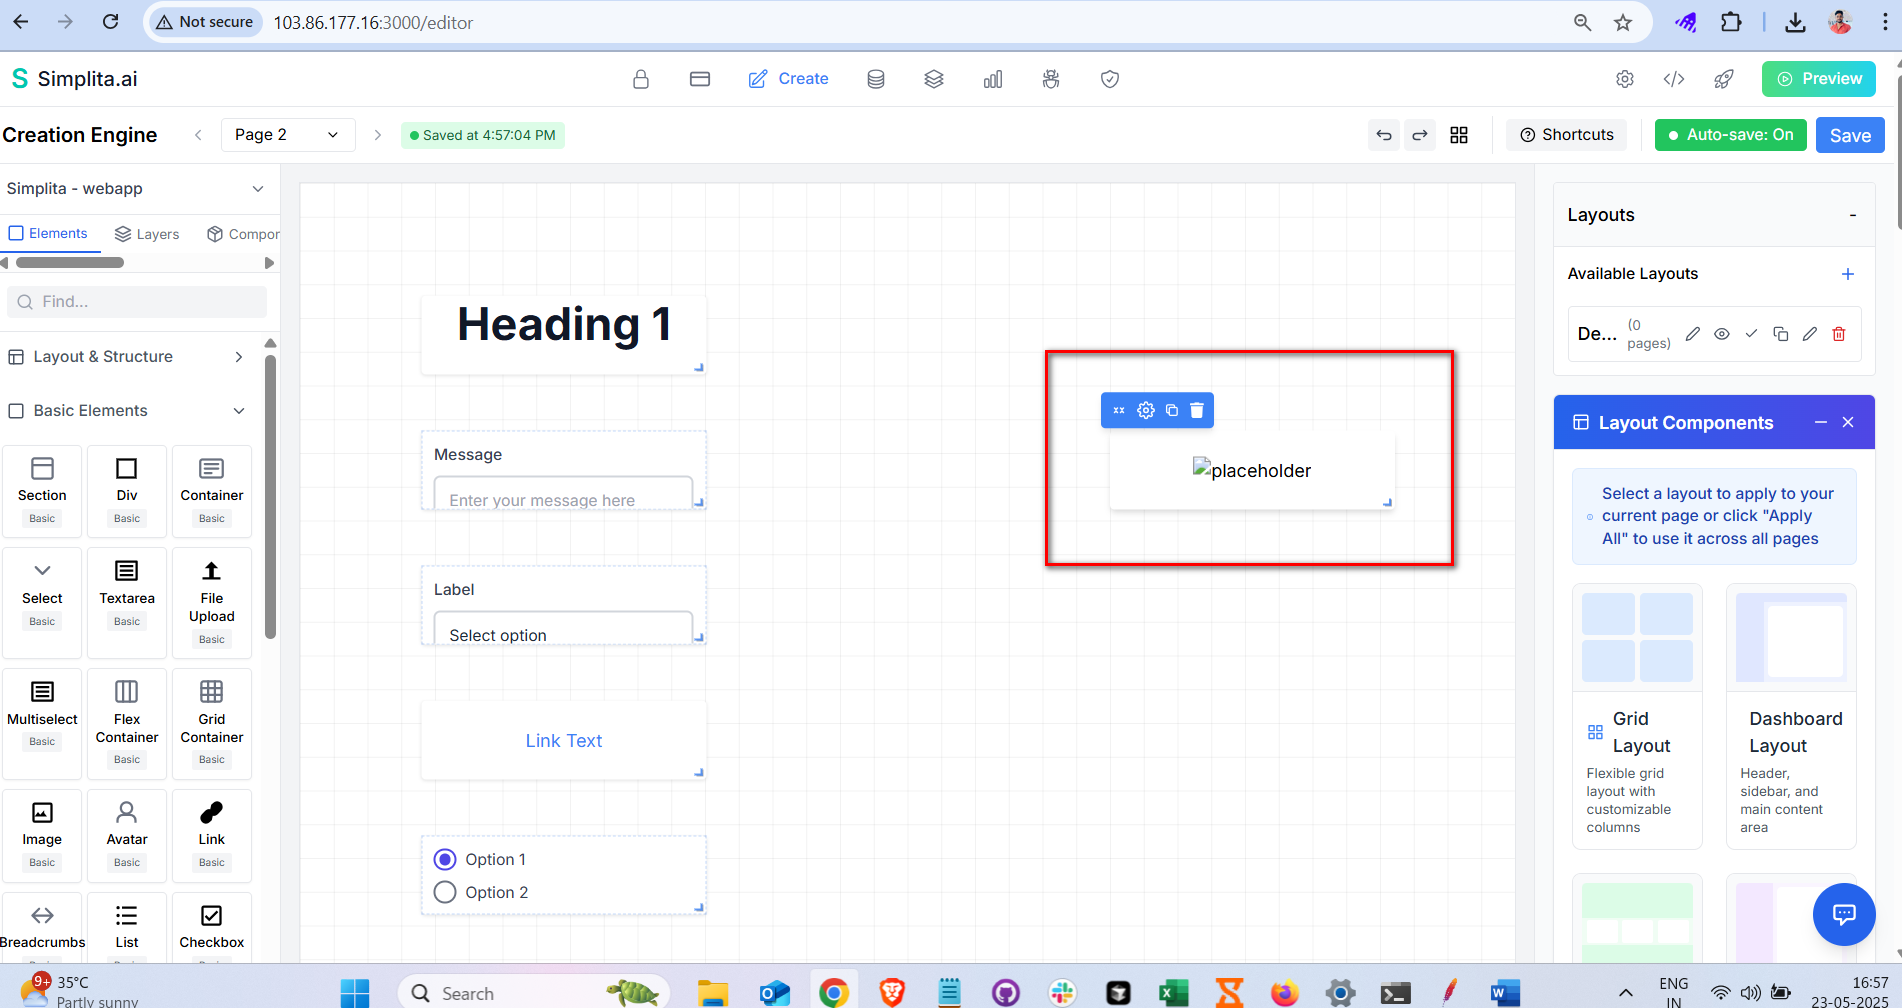 Not secure
103.86.177.16:3000/editor
S Simplita.ai
Create
Preview
Creation Engine
Page 2
Saved at 4:57:04 PM
Shortcuts
Auto-save: On
Save
Simplita - webapp
Elements
Layers
Compor
Find...
Layout & Structure
Basic Elements
Section
Basic
Div
Basic
Container
Basic
Select
Basic
Textarea
Basic
File
Upload
Basic
Multiselect
Basic
Flex
Container
Basic
Grid
Container
Basic
Image
Basic
Avatar
Basic
Link
Basic
Breadcrumbs
List
Checkbox
Heading 1
Message
Enter your message here
Label
Select option
Link Text
Option 1
Option 2
placeholder
Layouts
-
Available Layouts
De...
(0
pages)
Layout Components
Select a layout to apply to your
current page or click "Apply
All" to use it across all pages
Grid
Layout
Flexible grid
layout with
customizable
columns
Dashboard
Layout
Header,
sidebar, and
main content
area
9+
35°C
Partly sunny
Search
ENG
IN
16:57
23-05-2025